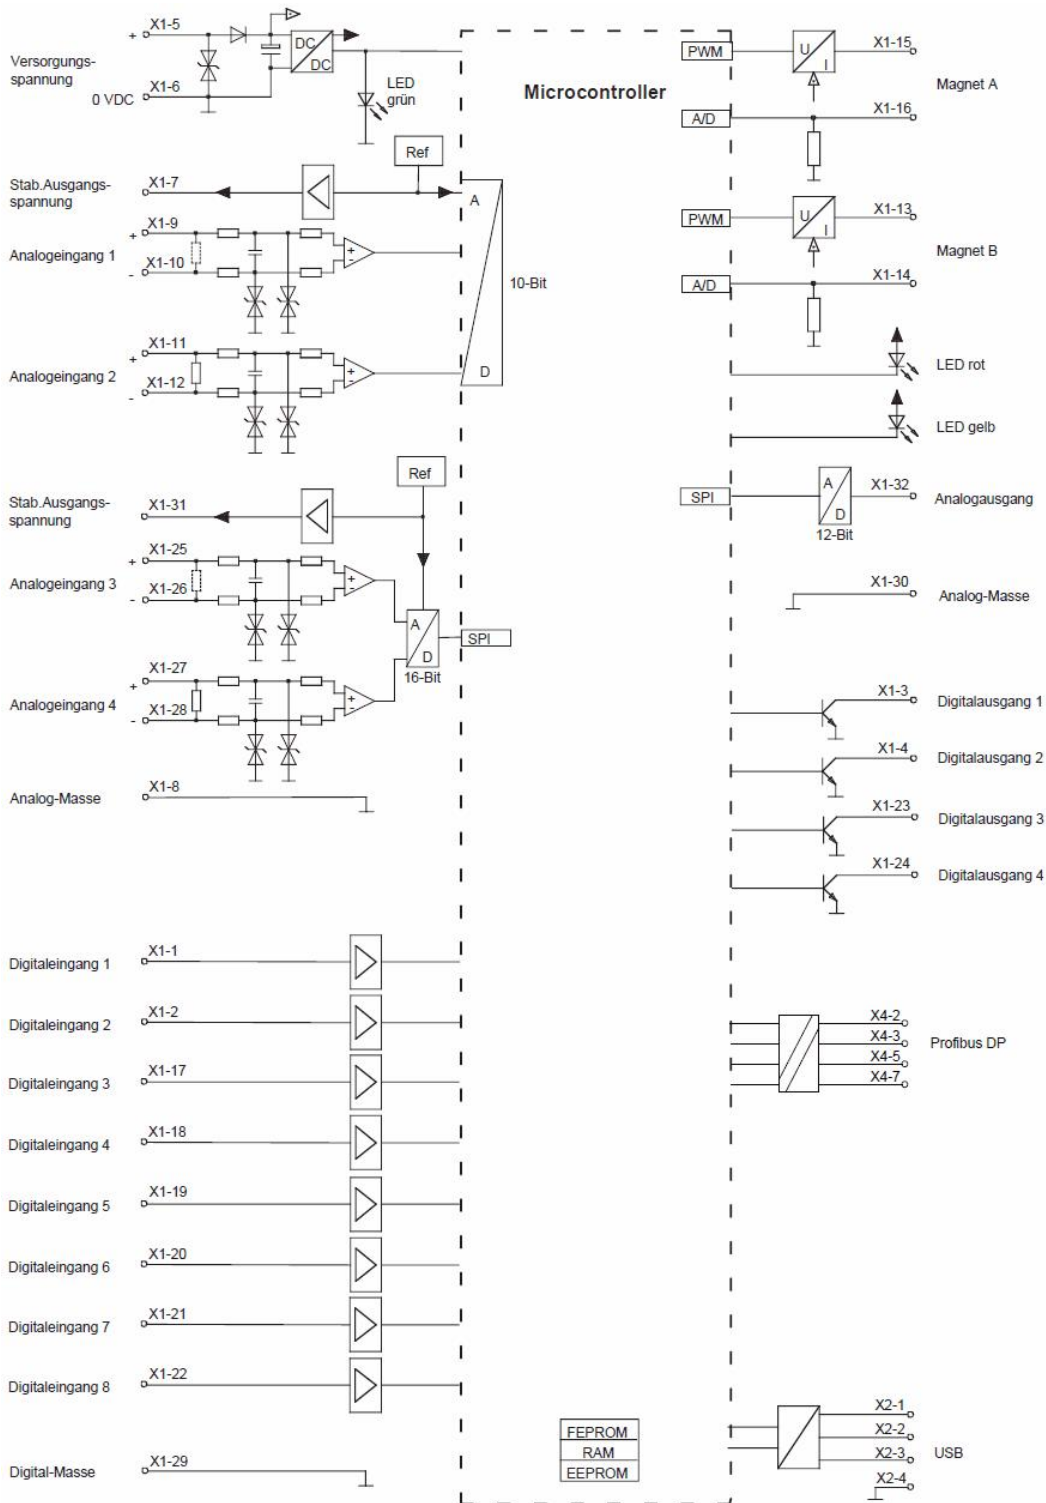 Versorgungs-
spannung
+ X1-5
0 VDC X1-6
DC
DC
LED
grün
Microcontroller
Stab.Ausgangs-
spannung
X1-7
Ref
Analogeingang 1
+ X1-9
- X1-10
+
-
A
D
10-Bit
Analogeingang 2
+ X1-11
- X1-12
+
-
Stab.Ausgangs-
spannung
X1-31
Ref
Analogeingang 3
+ X1-25
- X1-26
+
-
A
D
16-Bit
SPI
Analogeingang 4
+ X1-27
- X1-28
+
-
Analog-Masse X1-8
Digitaleingang 1 X1-1
Digitaleingang 2 X1-2
Digitaleingang 3 X1-17
Digitaleingang 4 X1-18
Digitaleingang 5 X1-19
Digitaleingang 6 X1-20
Digitaleingang 7 X1-21
Digitaleingang 8 X1-22
Digital-Masse X1-29
FEPROM
RAM
EEPROM
PWM U I X1-15
Magnet A
A/D X1-16
PWM U I X1-13
Magnet B
A/D X1-14
LED rot
LED gelb
SPI A D X1-32 Analogausgang
12-Bit
X1-30 Analog-Masse
X1-3 Digitalausgang 1
X1-4 Digitalausgang 2
X1-23 Digitalausgang 3
X1-24 Digitalausgang 4
X4-2
X4-3 Profibus DP
X4-5
X4-7
X2-1
X2-2
X2-3 USB
X2-4